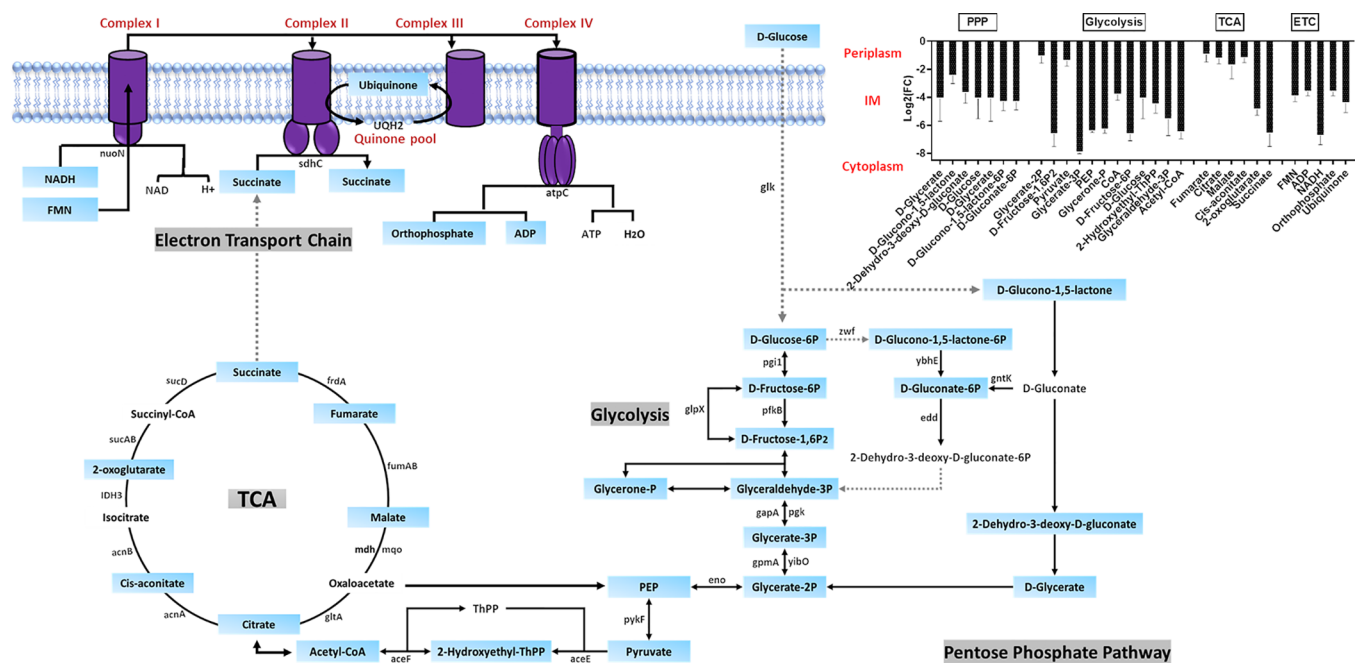 Complex I
Complex II
Complex III
Complex IV
Ubiquinone
UQH2
Quinone pool
nuoN
NADH
FMN
NAD
H+
sdhC
Succinate
Succinate
atpC
Orthophosphate
ADP
ATP
H2O
Electron Transport Chain
D-Glucose
glk
Periplasm
IM
Cytoplasm
PPP
Glycolysis
TCA
ETC
Log2(FC)
0
-2
-4
-6
-8
D-Glycerate
D-Glucono-1,5-lactone
2-Dehydro-3-deoxy-D-gluconate
D-Glucose
D-Glycerate
D-Glucono-1,5-lactone-6P
D-Gluconate-6P
Glycerate-2P
D-Fructose-1,6P2
Pyruvate
Glycerate-3P
PEP
Glycerone-P
CoA
D-Fructose-6P
D-Glucose
2-Hydroxyethyl-ThPP
Glyceraldehyde-3P
Acetyl-CoA
Fumarate
Citrate
Malate
Cis-aconitate
2-oxoglutarate
Succinate
FMN
ADP
NADH
Orthophosphate
Ubiquinone
D-Glucono-1,5-lactone
D-Glucose-6P
zwf
D-Glucono-1,5-lactone-6P
pgi1
ybhE
D-Fructose-6P
D-Gluconate-6P
gntK
D-Gluconate
glpX
pfkB
edd
Glycolysis
D-Fructose-1,6P2
2-Dehydro-3-deoxy-D-gluconate-6P
Glycerone-P
Glyceraldehyde-3P
gapA
pgk
2-Dehydro-3-deoxy-D-gluconate
Glycerate-3P
gpmA
yibO
PEP
eno
Glycerate-2P
D-Glycerate
pykF
Pyruvate
Succinate
sucD
frdA
Succinyl-CoA
Fumarate
sucAB
fumAB
2-oxoglutarate
IDH3
TCA
Isocitrate
Malate
acnB
mdh
mqo
Cis-aconitate
Oxaloacetate
acnA
gltA
Citrate
ThPP
Acetyl-CoA
aceF
2-Hydroxyethyl-ThPP
aceE
Pentose Phosphate Pathway